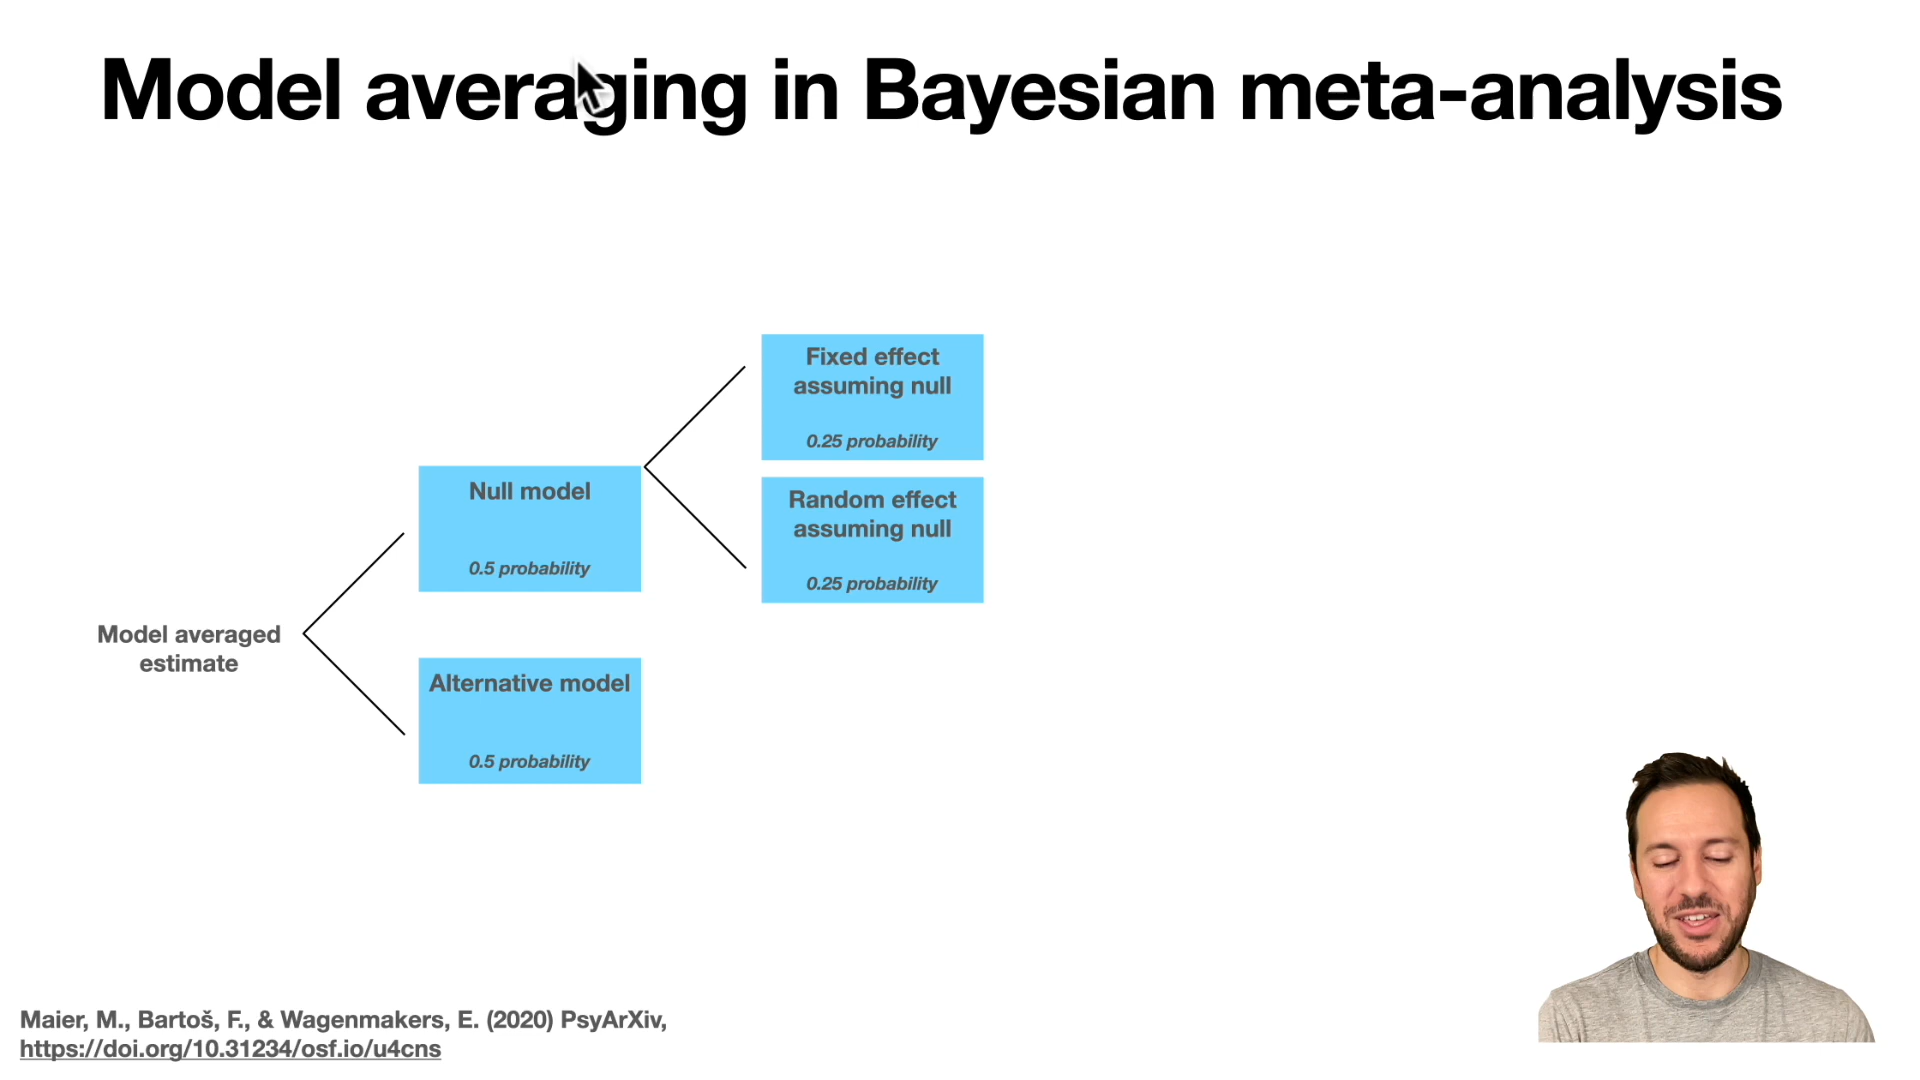 Model averaging in Bayesian meta-analysis
Fixed effect
assuming null
0.25 probability
Null model
0.5 probability
Random effect
assuming null
0.25 probability
Model averaged
estimate
Alternative model
0.5 probability
Maier, M., Bartoš, F., & Wagenmakers, E. (2020) PsyArXiv,
https://doi.org/10.31234/osf.io/u4cns